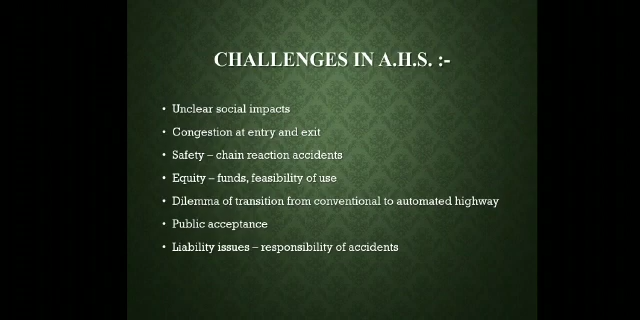 CHALLENGES IN A.H.S. :-
• Unclear social impacts
• Congestion at entry and exit
• Safety – chain reaction accidents
• Equity – funds, feasibility of use
• Dilemma of transition from conventional to automated highway
• Public acceptance
• Liability issues – responsibility of accidents